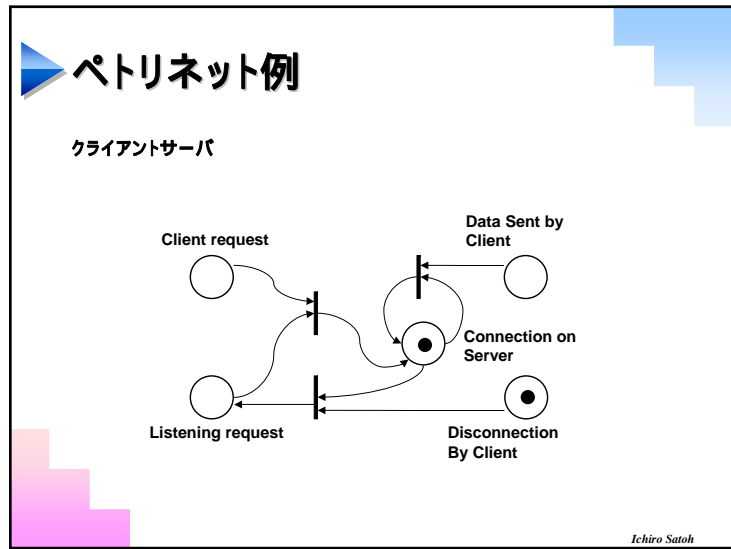 ペトリネット例
クライアントサーバ
Client request
Data Sent by
Client
Connection on
Server
Listening request
Disconnection
By Client
Ichiro Satoh